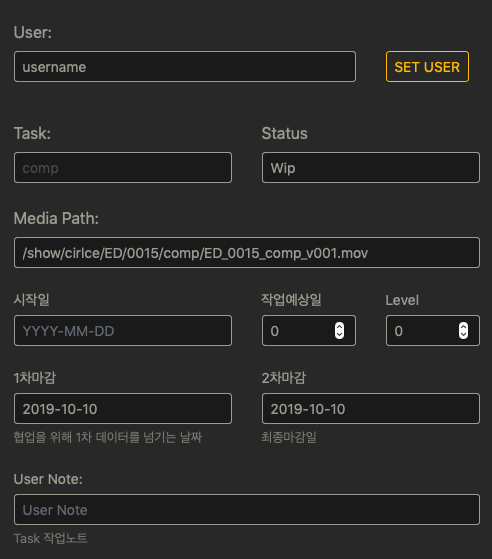 User:
username
SET USER
Task:
Status
comp
Wip
Media Path:
/show/cirlce/ED/0015/comp/ED_0015_comp_v001.mov
시작일
작업예상일
Level
YYYY-MM-DD
0
0
1차마감
2차마감
2019-10-10
2019-10-10
협업을 위해 1차 데이터를 넘기는 날짜
최종마감일
User Note:
User Note
Task 작업노트